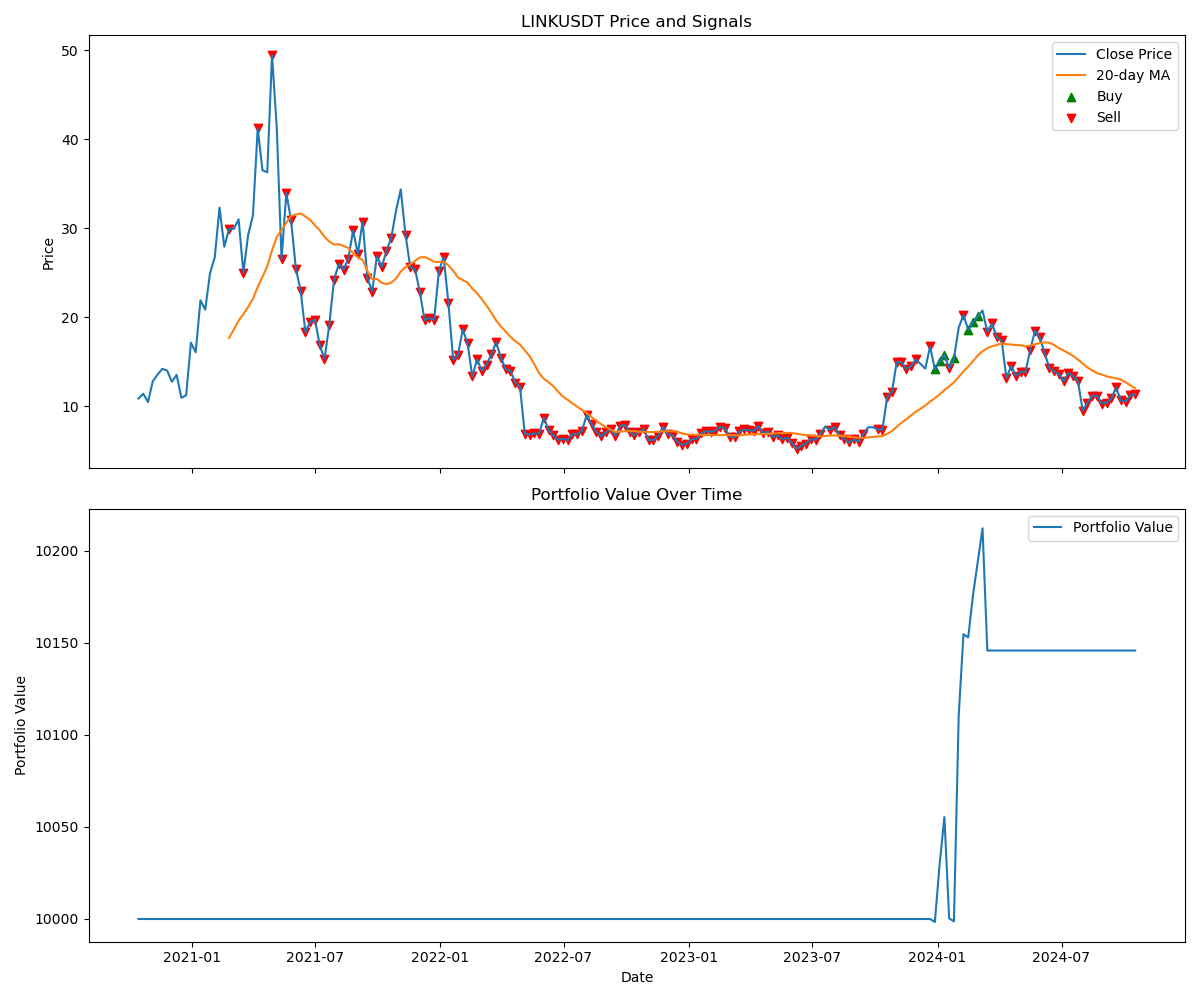 LINKUSDT Price and Signals
Price
50
40
30
20
10
Close Price
20-day MA
Buy
Sell
Portfolio Value Over Time
Portfolio Value
10200
10150
10100
10050
10000
Portfolio Value
2021-01
2021-07
2022-01
2022-07
2023-01
2023-07
2024-01
2024-07
Date